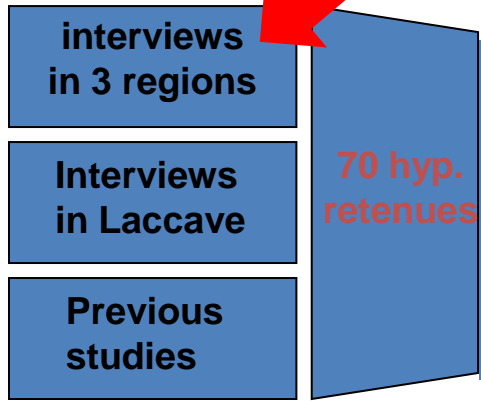 interviews
in 3 regions
Interviews
in Laccave
Previous
studies
70 hyp.
retenues